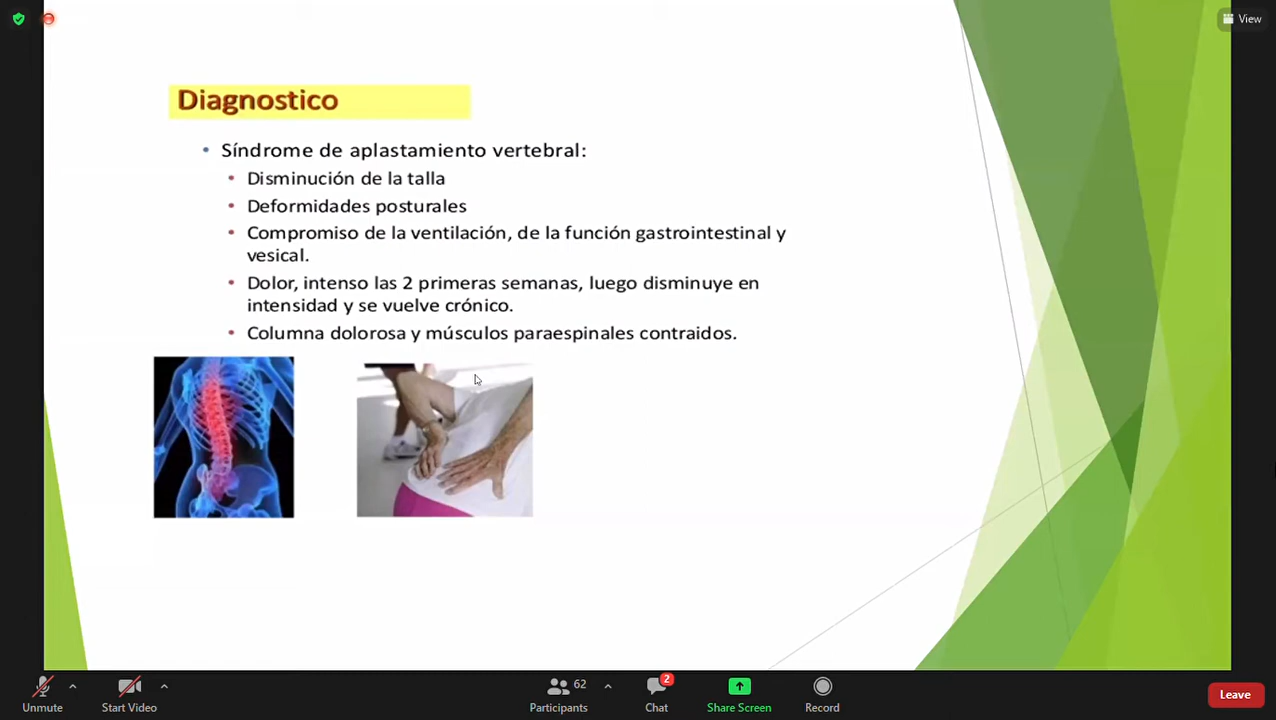 View
Diagnostico
• Síndrome de aplastamiento vertebral:
• Disminución de la talla
• Deformidades posturales
• Compromiso de la ventilación, de la función gastrointestinal y
vesical.
• Dolor, intenso las 2 primeras semanas, luego disminuye en
intensidad y se vuelve crónico.
• Columna dolorosa y músculos paraespinales contraidos.
Unmute
Start Video
62
Participants
2
Chat
Share Screen
Record
Leave